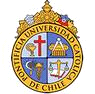 PONTIFICIA UNIVERSIDAD CATOLICA
DE CHILE